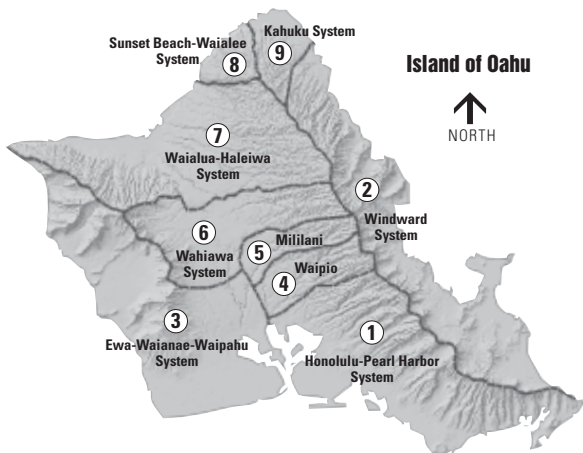 Kahuku System
9
Sunset Beach-Waialee
System
8
Island of Oahu
NORTH
7
Waialua-Haleiwa
System
2
Windward
System
6
Wahiawa
System
5
Mililani
4
Waipio
3
Ewa-Waianae-Waipahu
System
1
Honolulu-Pearl Harbor
System